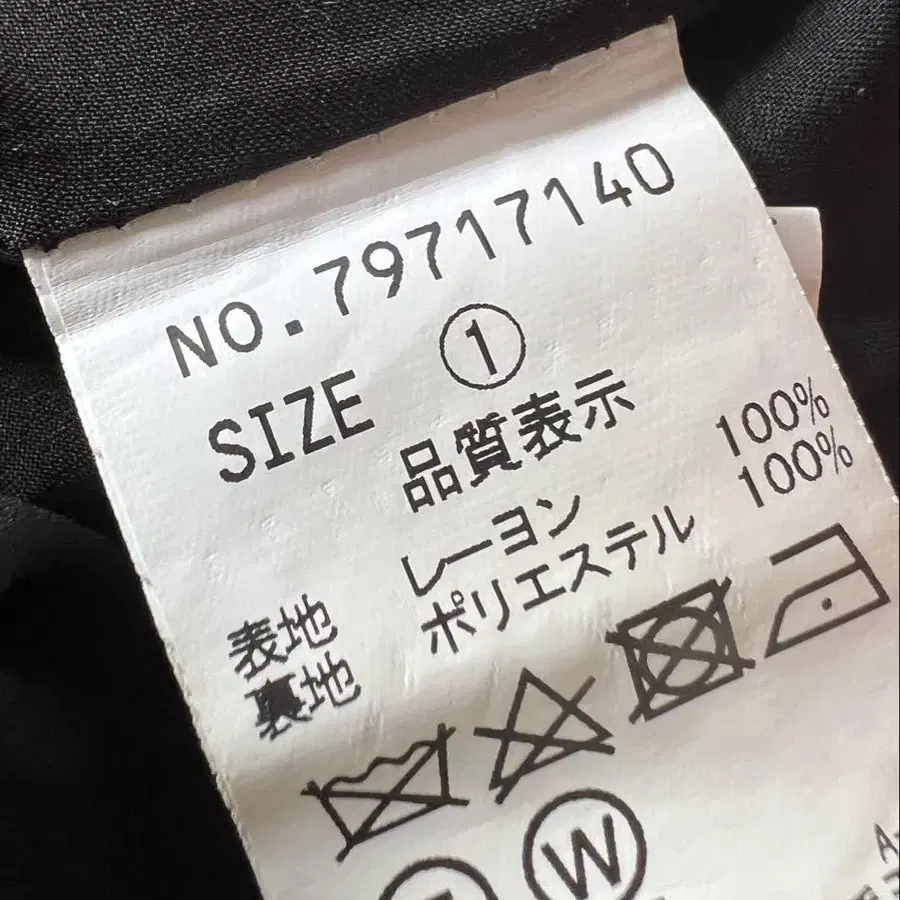 NO.79717140
SIZE ①
品質表示
表地 レーヨン 100%
裏地 ポリエステル 100%
W